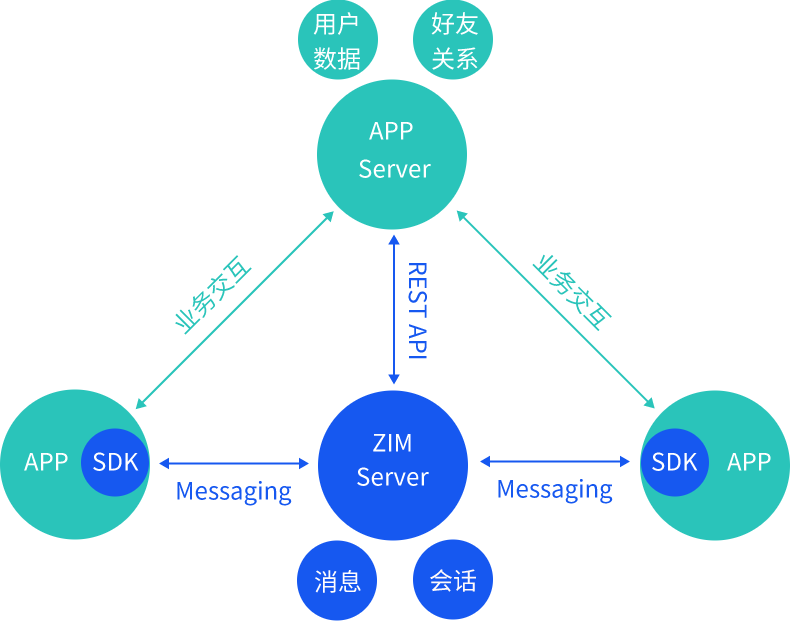 用户
数据
好友
关系
APP
Server
业务交互
业务交互
REST API
APP
SDK
ZIM
Server
SDK
APP
Messaging
Messaging
消息
会话